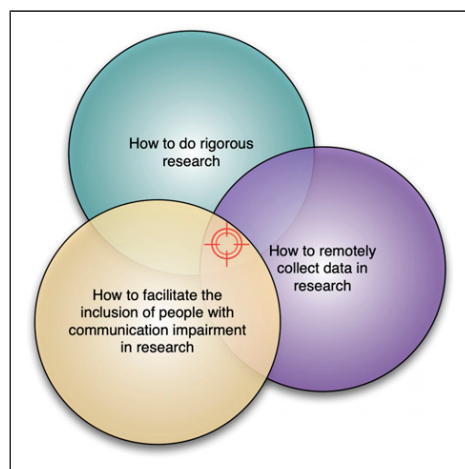 How to do rigorous
research
How to remotely
collect data in
research
How to facilitate the
inclusion of people with
communication impairment
in research